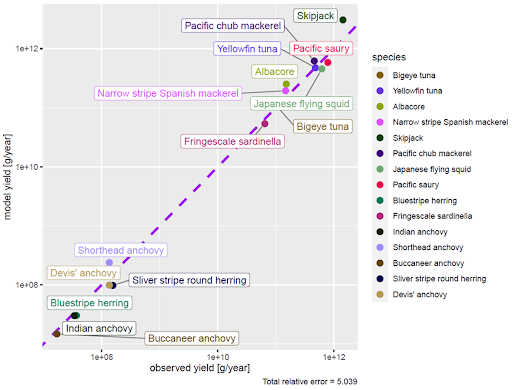 Skipjack
Pacific chub mackerel
Yellowfin tuna
Pacific saury
Albacore
Narrow stripe Spanish mackerel
Japanese flying squid
Bigeye tuna
Fringescale sardinella
Shorthead anchovy
Devis' anchovy
Sliver stripe round herring
Bluestripe herring
Indian anchovy
Buccaneer anchovy
1e+12
1e+10
1e+08
model yield [g/year]
1e+08 1e+10 1e+12
observed yield [g/year]
Total relative error = 5.039
species
Bigeye tuna
Yellowfin tuna
Albacore
Narrow stripe Spanish mackerel
Skipjack
Pacific chub mackerel
Japanese flying squid
Pacific saury
Bluestripe herring
Fringescale sardinella
Indian anchovy
Shorthead anchovy
Buccaneer anchovy
Sliver stripe round herring
Devis' anchovy